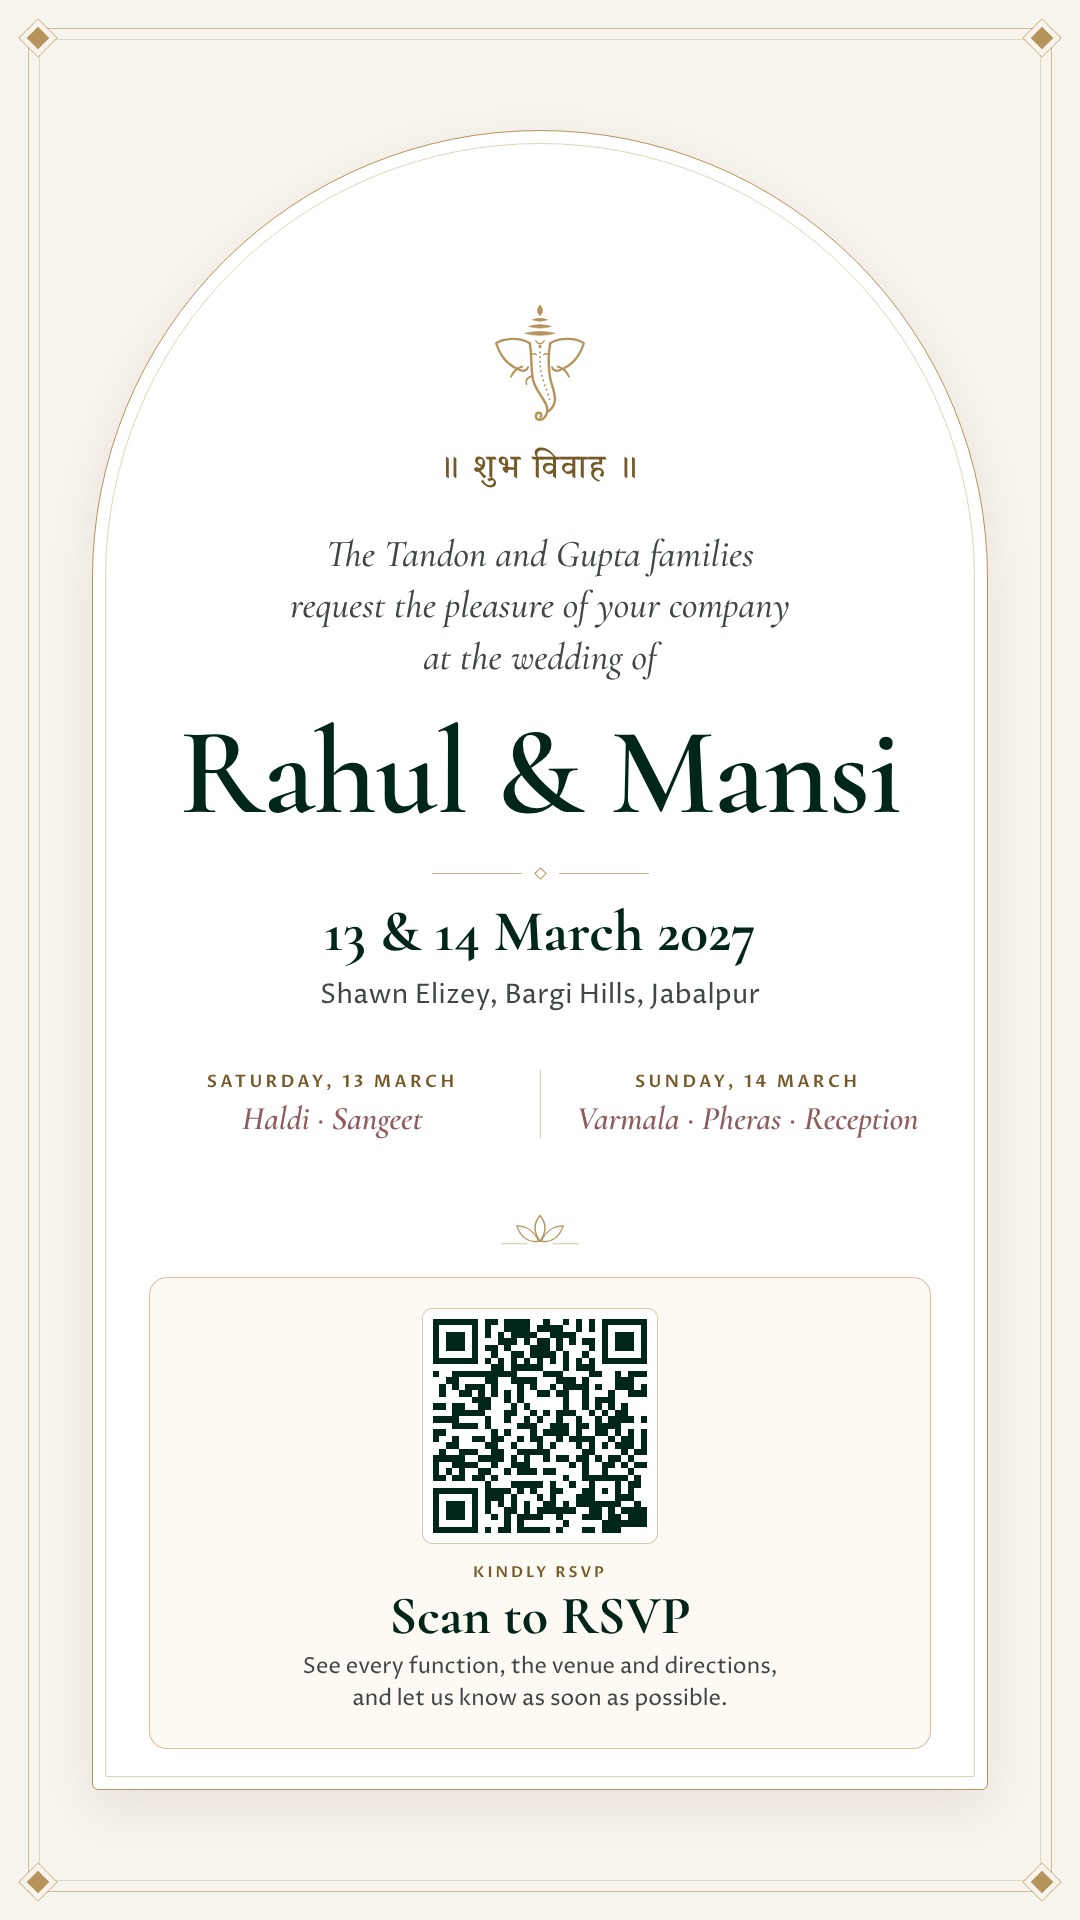 ॥ शुभ विवाह ॥
The Tandon and Gupta families
request the pleasure of your company
at the wedding of
Rahul & Mansi
13 & 14 March 2027
Shawn Elizey, Bargi Hills, Jabalpur
SATURDAY, 13 MARCH
Haldi · Sangeet
SUNDAY, 14 MARCH
Varmala · Pheras · Reception
KINDLY RSVP
Scan to RSVP
See every function, the venue and directions,
and let us know as soon as possible.